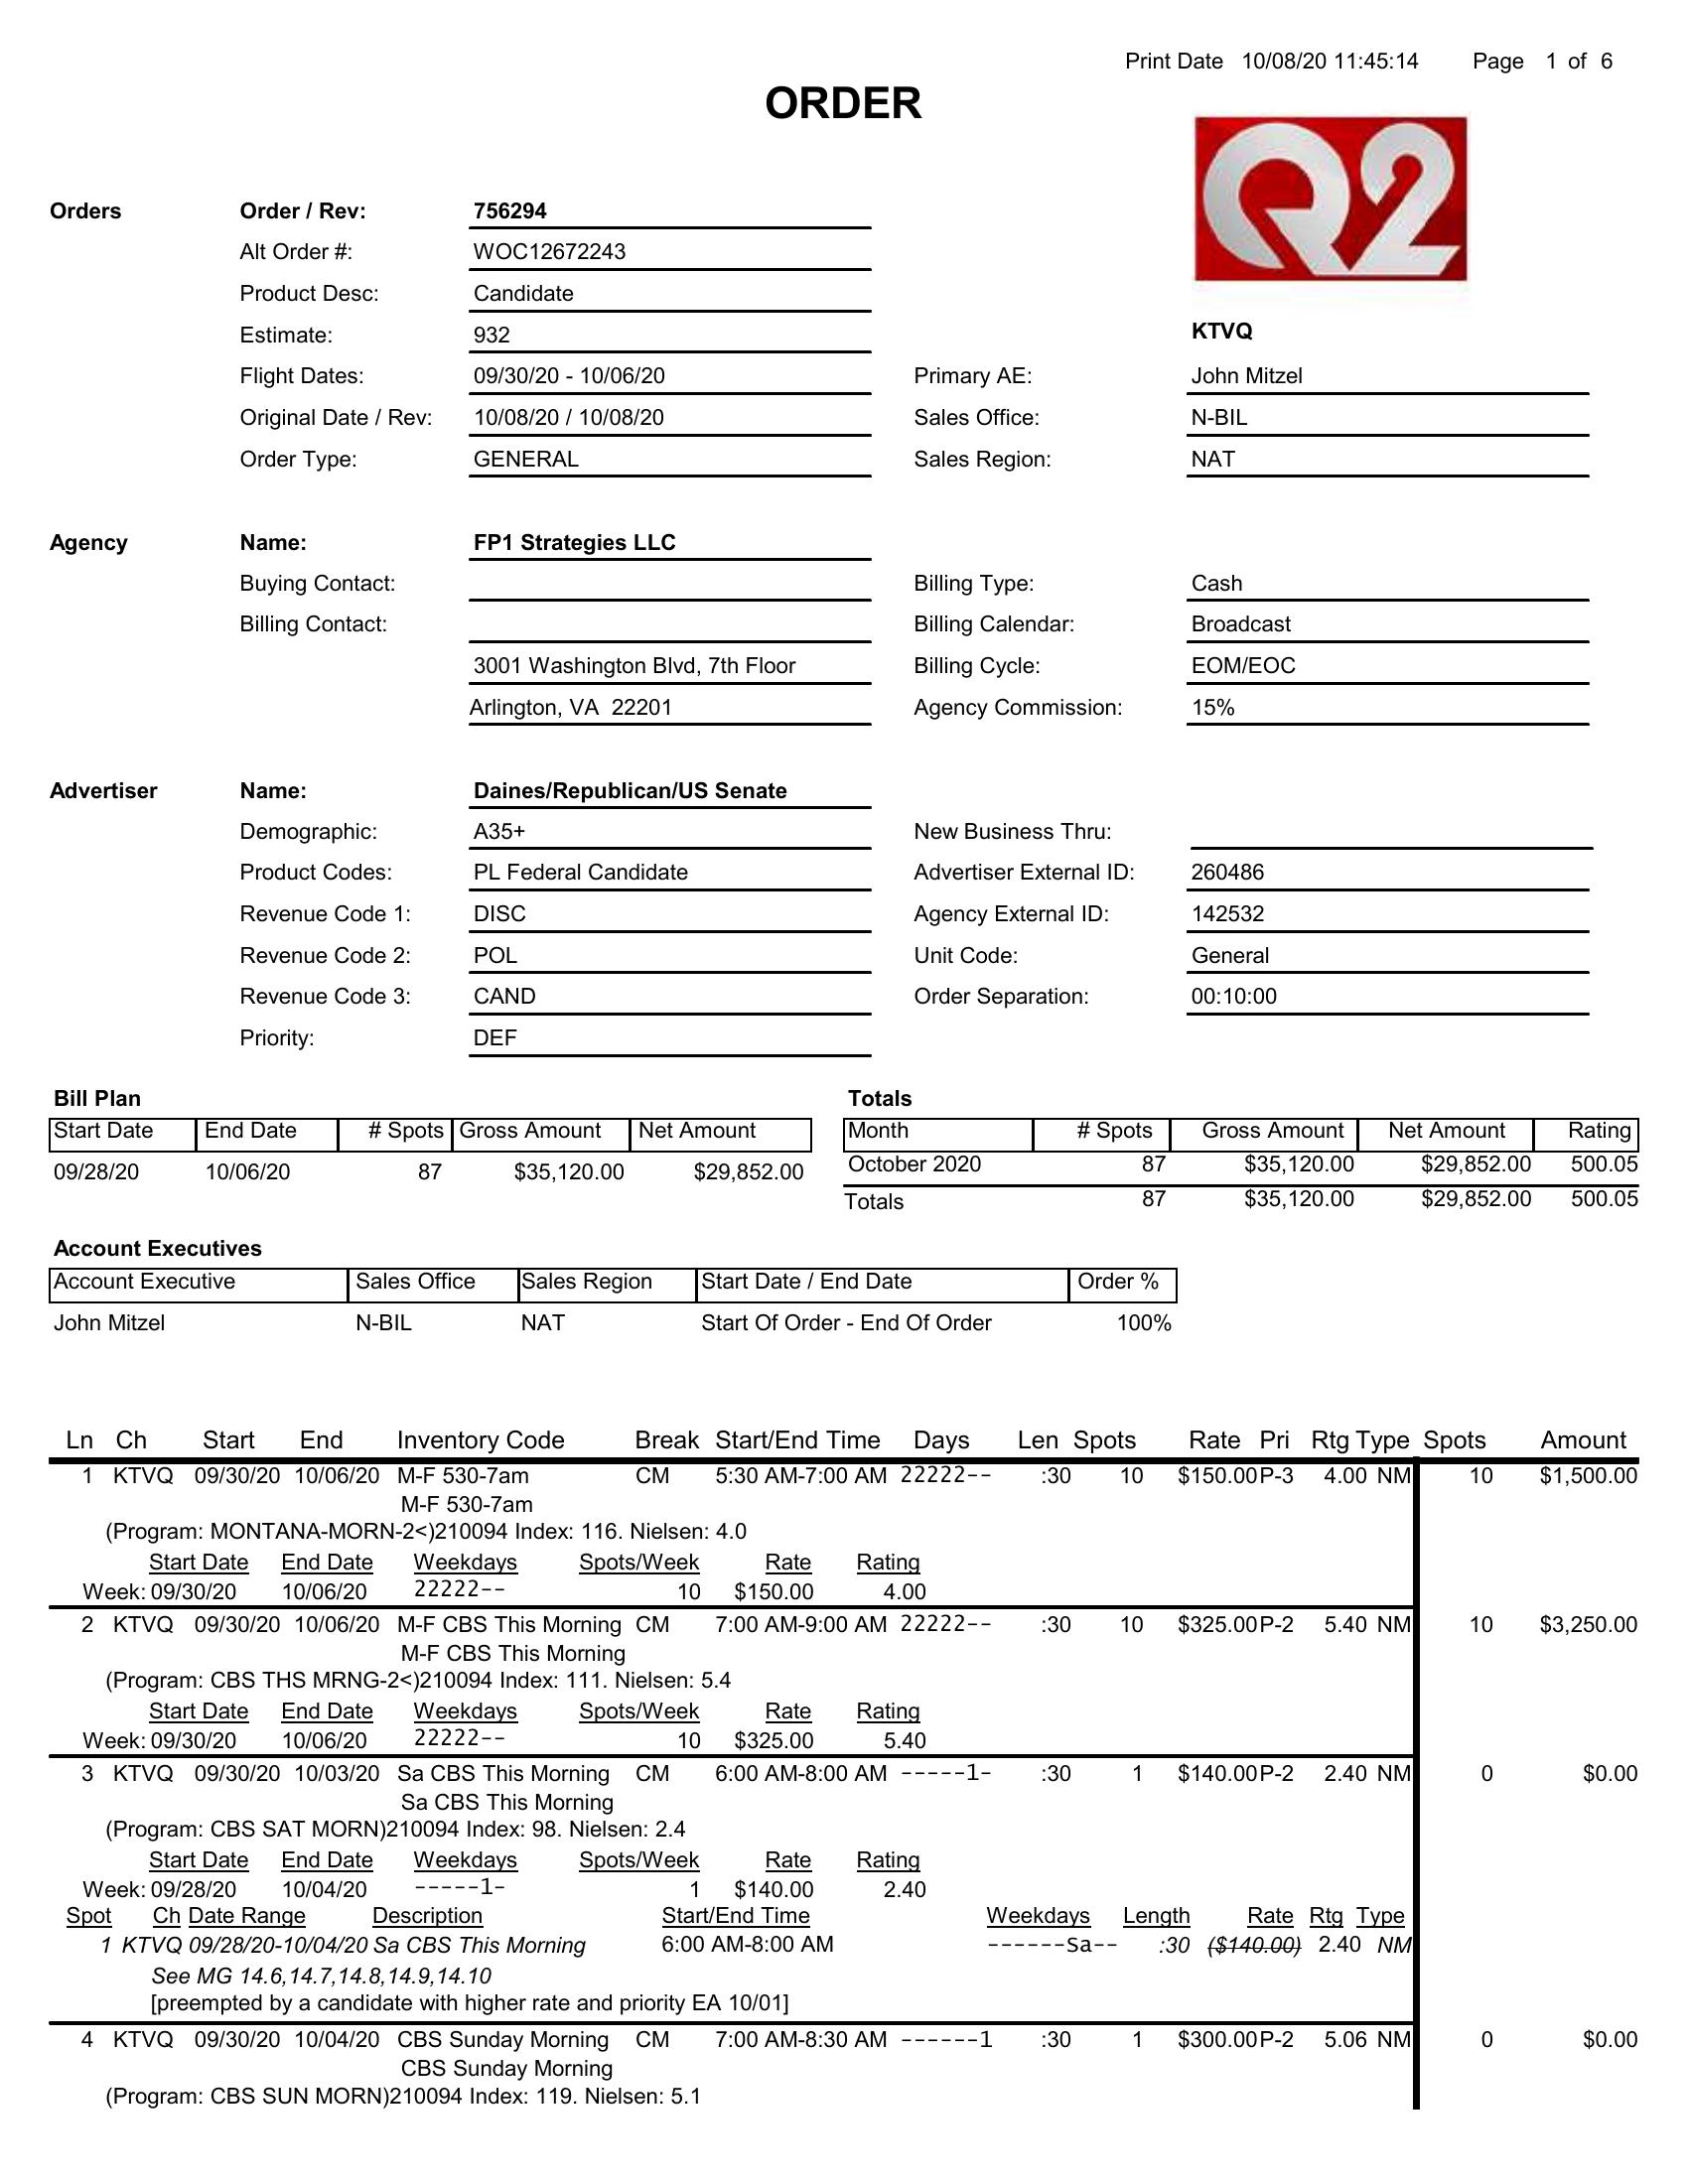 Print Date 10/08/20 11:45:14 Page 1 of 6
ORDER
Q2
Orders Order / Rev: 756294
Alt Order #: WOC12672243
Product Desc: Candidate
Estimate: 932 KTVQ
Flight Dates: 09/30/20 - 10/06/20 Primary AE: John Mitzel
Original Date / Rev: 10/08/20 / 10/08/20 Sales Office: N-BIL
Order Type: GENERAL Sales Region: NAT
Agency Name: FP1 Strategies LLC
Buying Contact: Billing Type: Cash
Billing Contact: Billing Calendar: Broadcast
3001 Washington Blvd, 7th Floor Billing Cycle: EOM/EOC
Arlington, VA 22201 Agency Commission: 15%
Advertiser Name: Daines/Republican/US Senate
Demographic: A35+ New Business Thru:
Product Codes: PL Federal Candidate Advertiser External ID: 260486
Revenue Code 1: DISC Agency External ID: 142532
Revenue Code 2: POL Unit Code: General
Revenue Code 3: CAND Order Separation: 00:10:00
Priority: DEF
Bill Plan Totals
Start Date End Date # Spots Gross Amount Net Amount Month # Spots Gross Amount Net Amount Rating
09/28/20 10/06/20 87 $35,120.00 $29,852.00 October 2020 87 $35,120.00 $29,852.00 500.05
Totals 87 $35,120.00 $29,852.00 500.05
Account Executives
Account Executive Sales Office Sales Region Start Date / End Date Order %
John Mitzel N-BIL NAT Start Of Order - End Of Order 100%
Ln Ch Start End Inventory Code Break Start/End Time Days Len Spots Rate Pri Rtg Type Spots Amount
1 KTVQ 09/30/20 10/06/20 M-F 530-7am CM 5:30 AM-7:00 AM 22222-- :30 10 $150.00 P-3 4.00 NM 10 $1,500.00
M-F 530-7am
(Program: MONTANA-MORN-2<)210094 Index: 116. Nielsen: 4.0
Start Date End Date Weekdays Spots/Week Rate Rating
Week: 09/30/20 10/06/20 22222-- 10 $150.00 4.00
2 KTVQ 09/30/20 10/06/20 M-F CBS This Morning CM 7:00 AM-9:00 AM 22222-- :30 10 $325.00 P-2 5.40 NM 10 $3,250.00
M-F CBS This Morning
(Program: CBS THS MRNG-2<)210094 Index: 111. Nielsen: 5.4
Start Date End Date Weekdays Spots/Week Rate Rating
Week: 09/30/20 10/06/20 22222-- 10 $325.00 5.40
3 KTVQ 09/30/20 10/03/20 Sa CBS This Morning CM 6:00 AM-8:00 AM -----1- :30 1 $140.00 P-2 2.40 NM 0 $0.00
Sa CBS This Morning
(Program: CBS SAT MORN)210094 Index: 98. Nielsen: 2.4
Start Date End Date Weekdays Spots/Week Rate Rating
Week: 09/28/20 10/04/20 -----1- 1 $140.00 2.40
Spot Ch Date Range Description Start/End Time Weekdays Length Rate Rtg Type
1 KTVQ 09/28/20-10/04/20 Sa CBS This Morning 6:00 AM-8:00 AM ------Sa-- :30 ($140.00) 2.40 NM
See MG 14.6,14.7,14.8,14.9,14.10
[preempted by a candidate with higher rate and priority EA 10/01]
4 KTVQ 09/30/20 10/04/20 CBS Sunday Morning CM 7:00 AM-8:30 AM ------1 :30 1 $300.00 P-2 5.06 NM 0 $0.00
CBS Sunday Morning
(Program: CBS SUN MORN)210094 Index: 119. Nielsen: 5.1